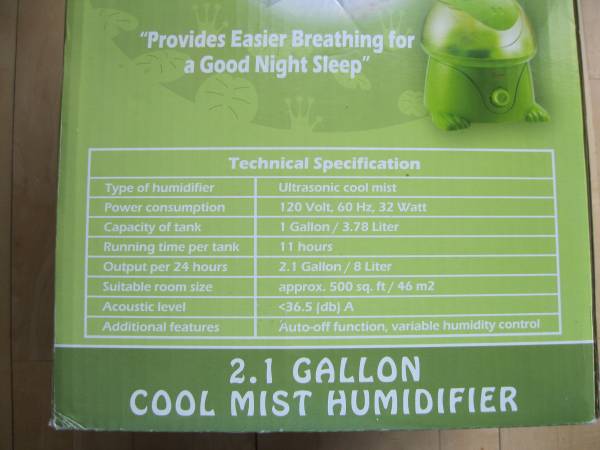 "Provides Easier Breathing for
a Good Night Sleep"
Technical Specification
Type of humidifier Ultrasonic cool mist
Power consumption 120 Volt, 60 Hz, 32 Watt
Capacity of tank 1 Gallon / 3.78 Liter
Running time per tank 11 hours
Output per 24 hours 2.1 Gallon / 8 Liter
Suitable room size approx. 500 sq. ft / 46 m2
Acoustic level <36.5 (db) A
Additional features Auto-off function, variable humidity control
2.1 GALLON
COOL MIST HUMIDIFIER